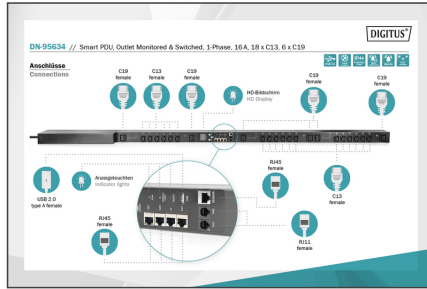 DIGITUS®
DN-95634 // Smart PDU, Outlet Monitored & Switched, 1-Phase, 16A, 18 x C13, 6 x C19
Anschlüsse
Connections
C19
female
C13
female
C19
female
HD-Bildschirm
HD Display
C19
female
C19
female
USB 2.0
type A female
Anzeigeleuchten
Indicator lights
RJ45
female
RJ45
female
RJ11
female
C13
female